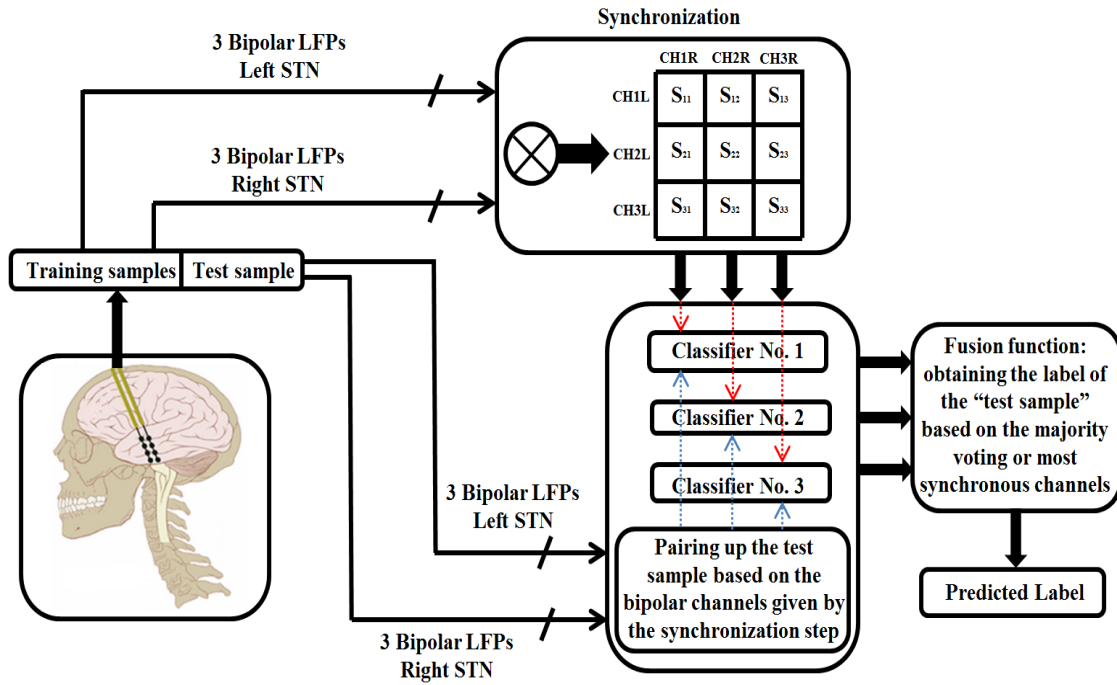 Synchronization
3 Bipolar LFPs
Left STN
CH1R CH2R CH3R
CH1L S11 S12 S13
3 Bipolar LFPs
Right STN
CH2L S21 S22 S23
CH3L S31 S32 S33
Training samples Test sample
Classifier No. 1
Classifier No. 2
Classifier No. 3
Fusion function:
obtaining the label of
the “test sample”
based on the majority
voting or most
synchronous channels
3 Bipolar LFPs
Left STN
Pairing up the test
sample based on the
bipolar channels given by
the synchronization step
Predicted Label
3 Bipolar LFPs
Right STN